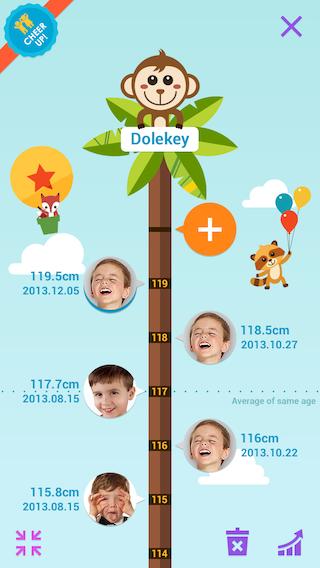 CHEER
UP!
Dolekey
119.5cm
2013.12.05
119
118.5cm
2013.10.27
118
117.7cm
2013.08.15
117
Average of same age
116cm
2013.10.22
116
115.8cm
2013.08.15
115
114